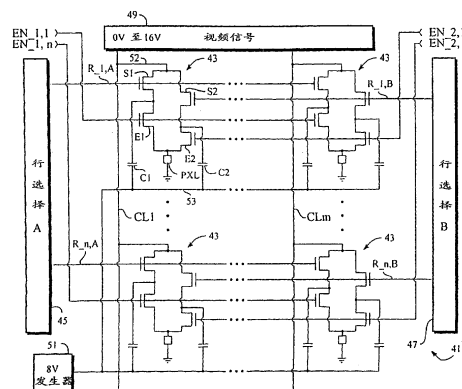 49
EN_1,1
EN_1, n
0V 至16V 视频信号
EN_2,
EN_2,
52
43
43
R_1,A
S1
S2
R_1,B
E1
E2
C1
PXL
C2
53
行选择 A
行选择 B
CL1
CLm
43
43
R_n,A
R_n,B
45
51
47
41
8V
发生器